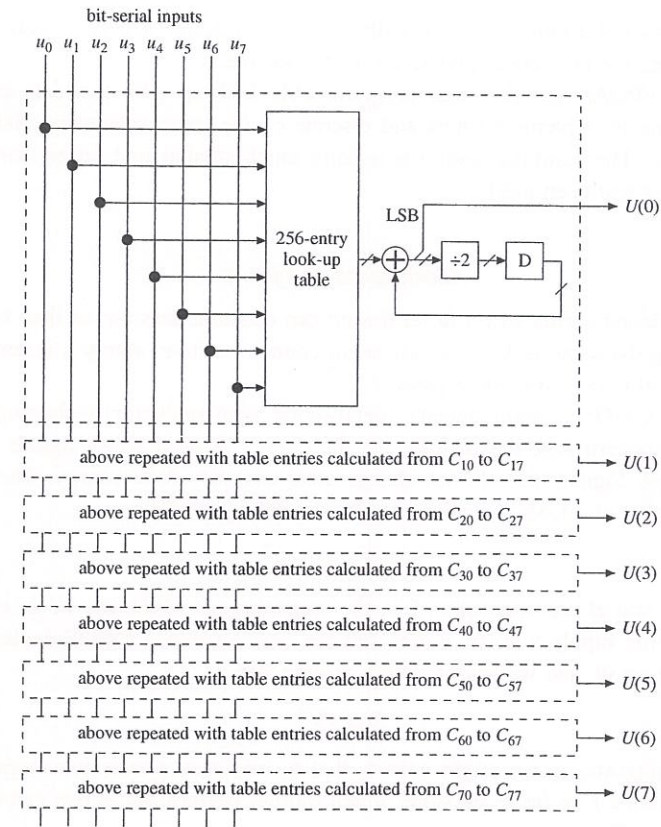 bit-serial inputs
u₀ u₁ u₂ u₃ u₄ u₅ u₆ u₇
LSB
U(0)
256-entry
look-up
table
÷2
D
above repeated with table entries calculated from C₁₀ to C₁₇
U(1)
above repeated with table entries calculated from C₂₀ to C₂₇
U(2)
above repeated with table entries calculated from C₃₀ to C₃₇
U(3)
above repeated with table entries calculated from C₄₀ to C₄₇
U(4)
above repeated with table entries calculated from C₅₀ to C₅₇
U(5)
above repeated with table entries calculated from C₆₀ to C₆₇
U(6)
above repeated with table entries calculated from C₇₀ to C₇₇
U(7)